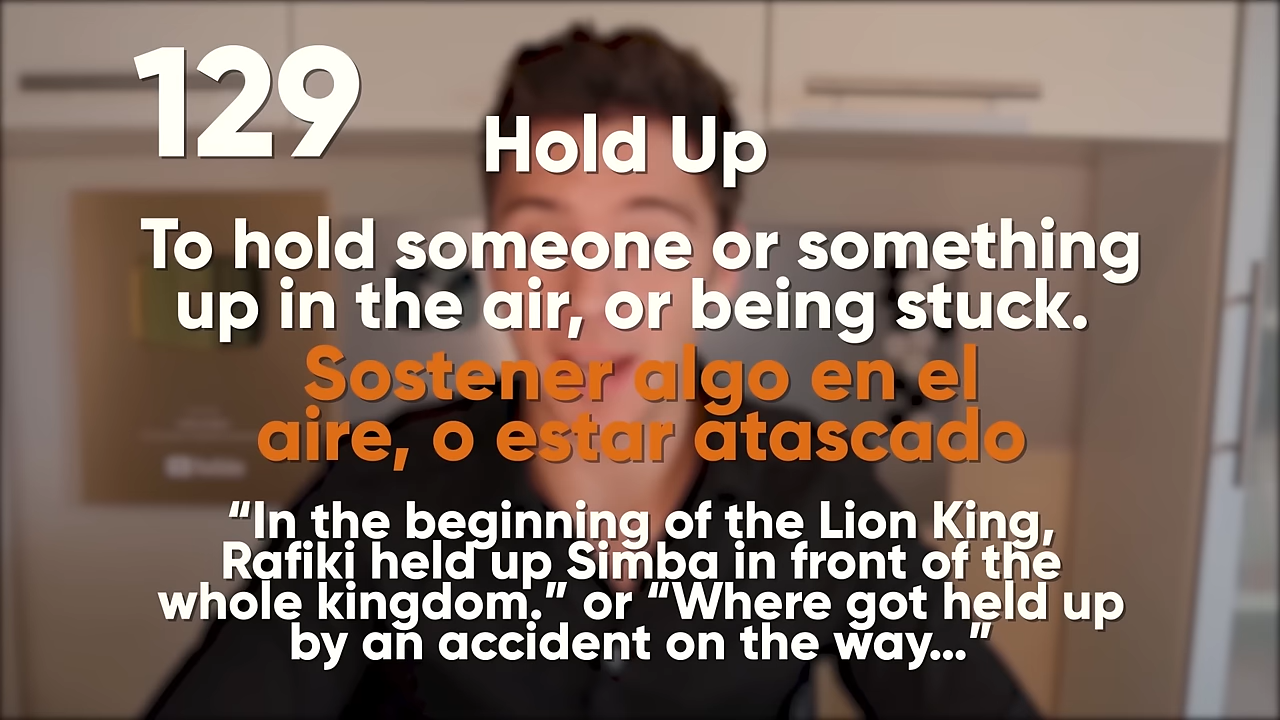 129
Hold Up
To hold someone or something
up in the air, or being stuck.
Sostener algo en el
aire, o estar atascado
“In the beginning of the Lion King,
Rafiki held up Simba in front of the
whole kingdom.” or “Where got held up
by an accident on the way...”